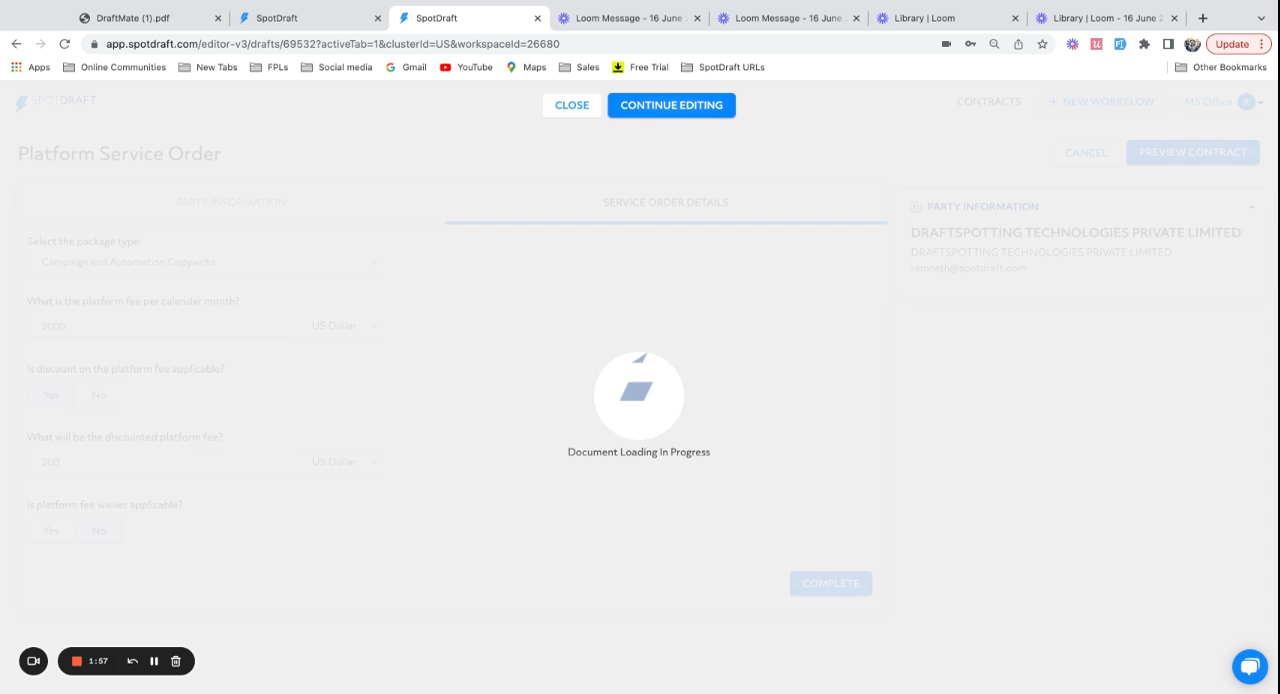 DraftMate (1).pdf
SpotDraft
SpotDraft
Loom Message - 16 June
Loom Message - 16 June
Library | Loom
Library | Loom - 16 June 2
app.spotdraft.com/editor-v3/drafts/69532?activeTab=1&clusterId=US&workspaceId=26680
Update
Apps
Online Communities
New Tabs
FPLs
Social media
Gmail
YouTube
Maps
Sales
Free Trial
SpotDraft URLs
Other Bookmarks
SPOTDRAFT
CLOSE
CONTINUE EDITING
CONTRACTS
+ NEW WORKFLOW
MS Office
Platform Service Order
CANCEL
PREVIEW CONTRACT
PARTY INFORMATION
SERVICE ORDER DETAILS
PARTY INFORMATION
DRAFTSPOTTING TECHNOLOGIES PRIVATE LIMITED
DRAFTSPOTTING TECHNOLOGIES PRIVATE LIMITED
ramnath@spotdraft.com
Select the package type:
Campaign and Automation Copywrite
What is the platform fee per calendar month?
US Dollar
Is discount on the platform fee applicable?
Yes
No
What will be the discounted platform fee?
200
US Dollar
Is platform fee waiver applicable?
Yes
No
Document Loading In Progress
COMPLETE
1:57